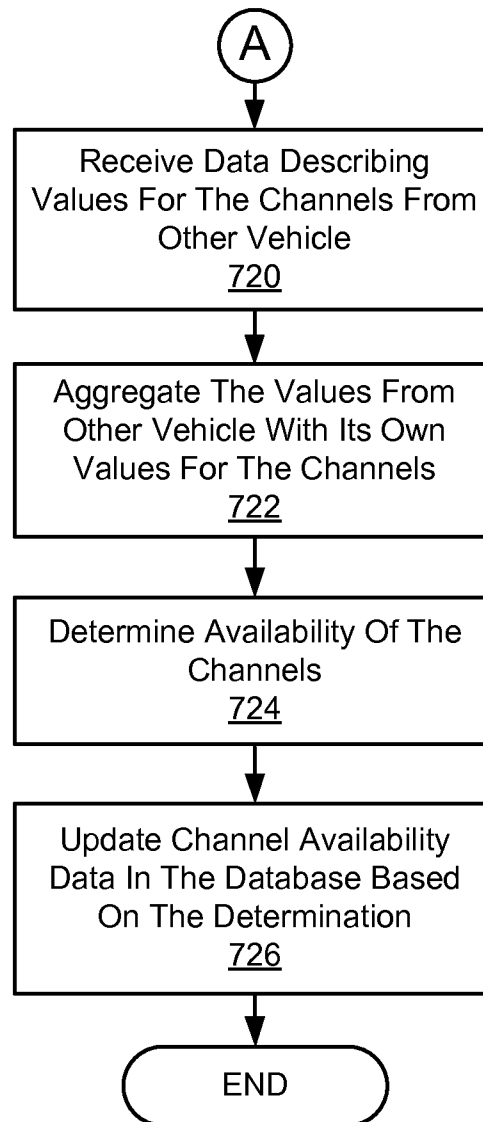 A
Receive Data Describing
Values For The Channels From
Other Vehicle
720
Aggregate The Values From
Other Vehicle With Its Own
Values For The Channels
722
Determine Availability Of The
Channels
724
Update Channel Availability
Data In The Database Based
On The Determination
726
END